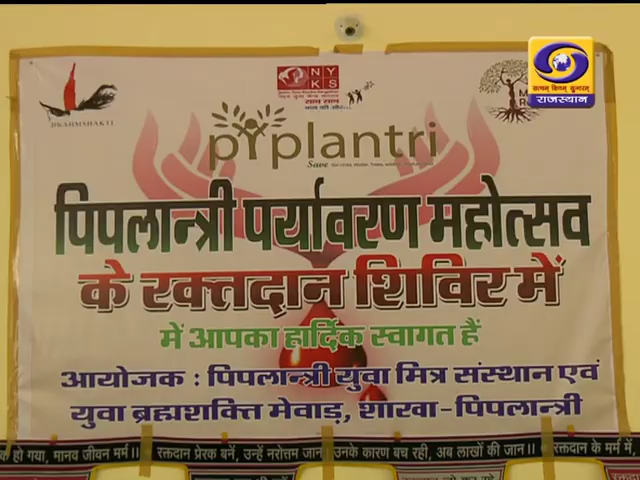 NYKS
BRAHMSHAKTI
सत्यम् शिवम् सुन्दरम्
राजस्थान
pyplantri
Save
पिपलान्त्री पर्यावरण महोत्सव
के रक्तदान शिविर में
में आपका हार्दिक स्वागत हैं
आयोजक : पिपलान्त्री युवा मित्र संस्थान एवं
युवा ब्रह्मशक्ति मेवाड़, शाखा-पिपलान्त्री
हो गया, मानव जीवन मर्म।। रक्तदान प्रेरक बनें, उन्हें नरोत्तम जान। उनके कारण बच रही, अब लाखों की जान।। रक्तदान के मर्म में,